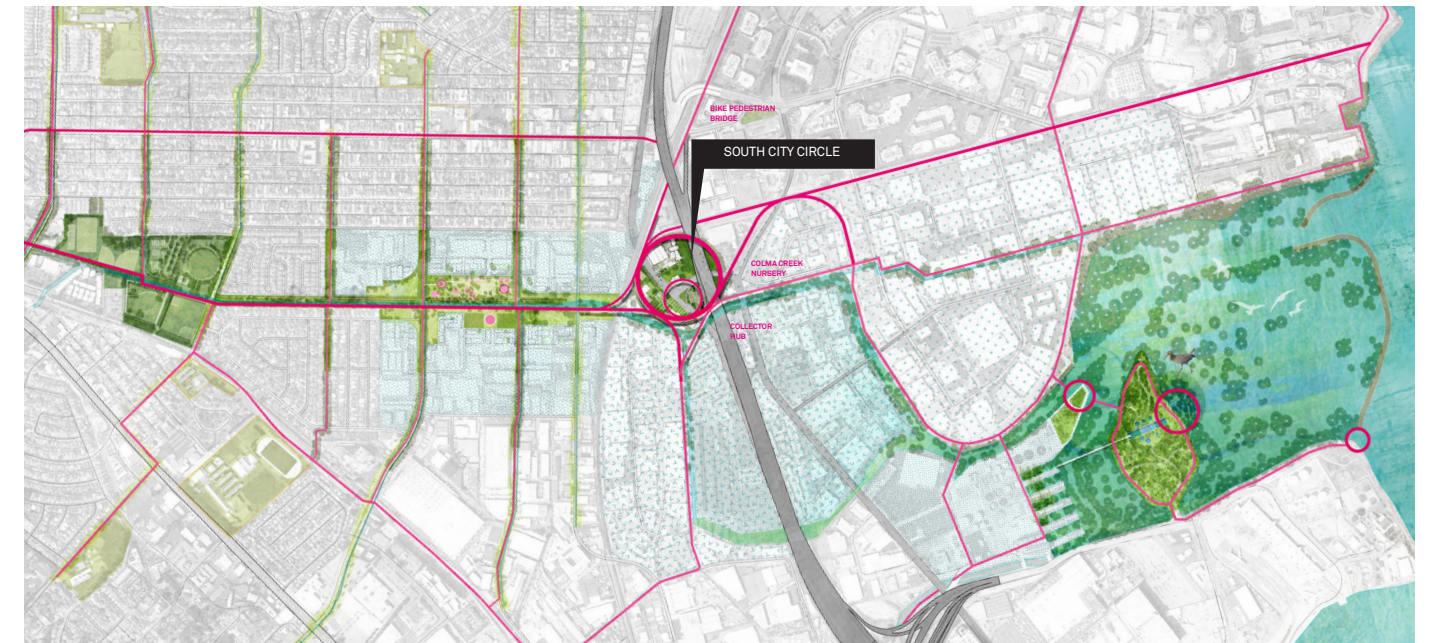 BIKE PEDESTRIAN
BRIDGE
SOUTH CITY CIRCLE
COLMA CREEK
NURSERY
COLLECTOR
HUB